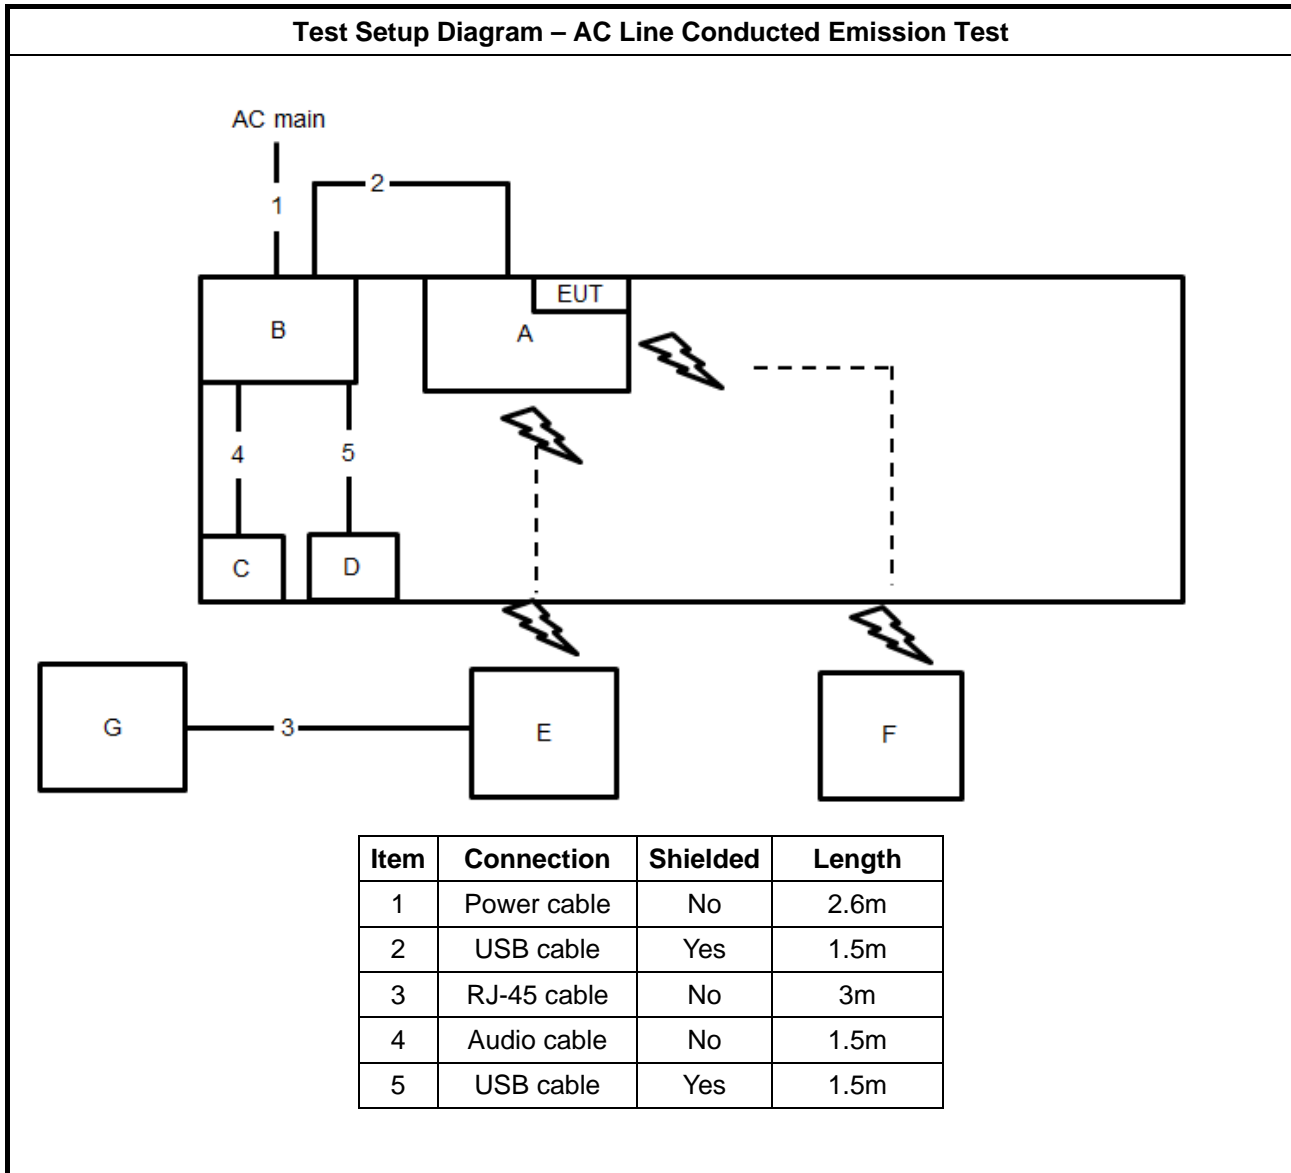 Test Setup Diagram – AC Line Conducted Emission Test
AC main
2
1
EUT
B
A
4
5
C
D
G
3
E
F
Item Connection Shielded Length
1 Power cable No 2.6m
2 USB cable Yes 1.5m
3 RJ-45 cable No 3m
4 Audio cable No 1.5m
5 USB cable Yes 1.5m